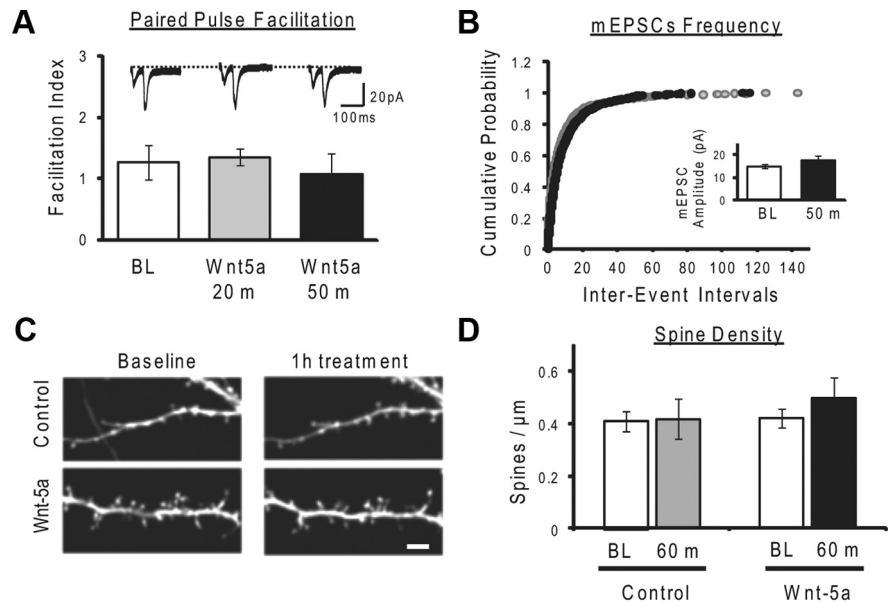 A
Paired Pulse Facilitation
Facilitation Index
3
2
1
0
20pA
100ms
BL
Wnt5a
20 m
Wnt5a
50 m
B
mEPSCs Frequency
Cumulative Probability
1.2
1
0.8
0.6
0.4
0.2
0
0 20 40 60 80 100 120 140
Inter-Event Intervals
mEPSC
Amplitude (pA)
20
10
0
BL 50 m
C
Baseline 1h treatment
Control
Wnt-5a
D
Spine Density
Spines / μm
0.6
0.4
0.2
0
BL 60 m BL 60 m
Control Wnt-5a